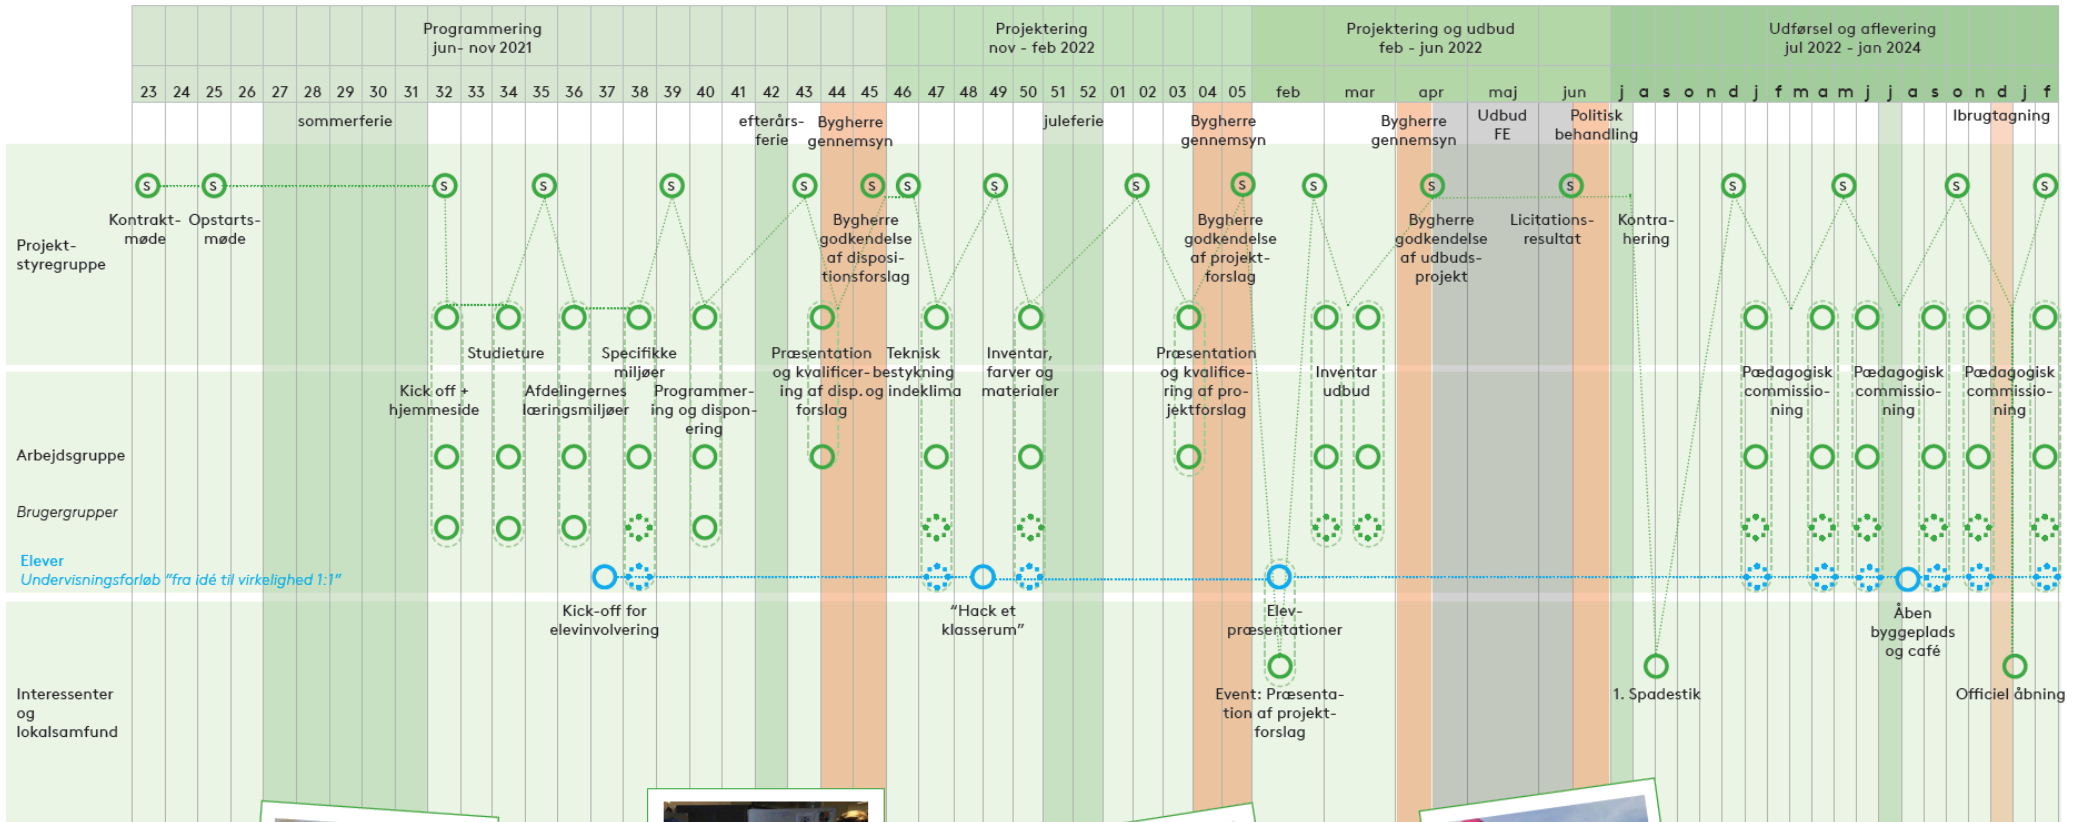 Programmering
jun- nov 2021
Projektering
nov - feb 2022
Projektering og udbud
feb - jun 2022
Udførsel og aflevering
jul 2022 - jan 2024
23 24 25 26 27 28 29 30 31 32 33 34 35 36 37 38 39 40 41 42 43 44 45 46 47 48 49 50 51 52 01 02 03 04 05 feb mar apr maj jun j a s o n d j f m a m j j a s o n d j f
sommerferie
efterårs-
ferie
Bygherre
gennemsyn
juleferie
Bygherre
gennemsyn
Bygherre
gennemsyn
Udbud
FE
Politisk
behandling
Ibrugtagning
S S S S S S S S S S S S S S S S S S S
Projekt-
styregruppe
Kontrakt-
møde
Opstarts-
møde
Bygherre
godkendelse
af disposi-
tionsforslag
Bygherre
godkendelse
af projekt-
forslag
Bygherre
godkendelse
af udbuds-
projekt
Licitations-
resultat
Kontra-
hering
Kick off +
hjemmeside
Studieture
Afdelingernes
læringsmiljøer
Specifikke
miljøer
Programmer-
ing og dispon-
ering
Præsentation
og kvalificer-
ing af disp.
forslag
Teknisk
bestykning
og indeklima
Inventar,
farver og
materialer
Præsentation
og kvalifice-
ring af pro-
jektforslag
Inventar
udbud
Pædagogisk
commissio-
ning
Pædagogisk
commissio-
ning
Pædagogisk
commissio-
ning
Arbejdsgruppe
Brugergrupper
Elever
Undervisningsforløb "fra idé til virkelighed 1:1"
Kick-off for
elevinvolvering
"Hack et
klasserum"
Elev-
præsentationer
Åben
byggeplads
og café
Interessenter
og
lokalsamfund
Event: Præsenta-
tion af projekt-
forslag
1. Spadestik
Officiel åbning